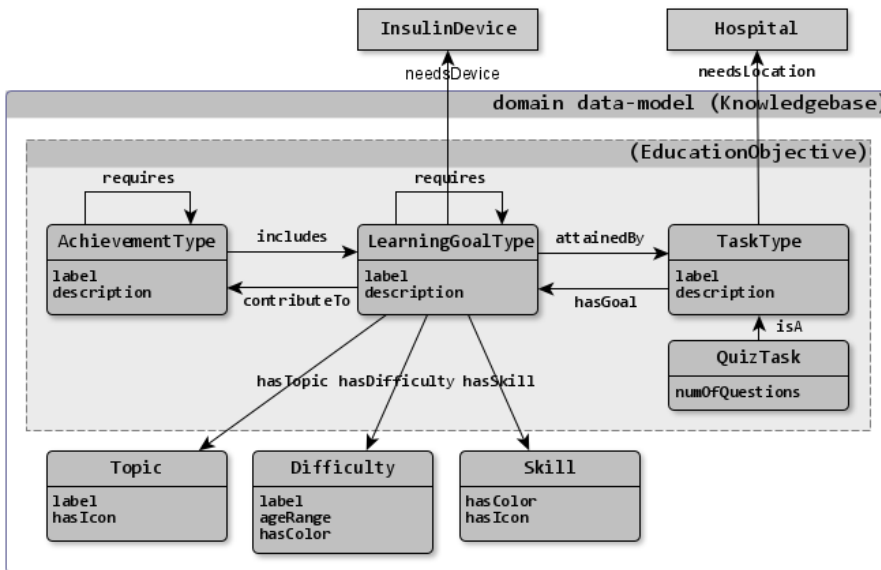 InsulinDevice
Hospital
needsDevice
needsLocation
domain data-model (Knowledgebase)
(EducationObjective)
requires
requires
AchievementType
label
description
includes
contributeTo
LearningGoalType
label
description
attainedBy
hasGoal
TaskType
label
description
isA
QuizTask
numOfQuestions
hasTopic hasDifficulty hasSkill
Topic
label
hasIcon
Difficulty
label
ageRange
hasColor
Skill
hasColor
hasIcon